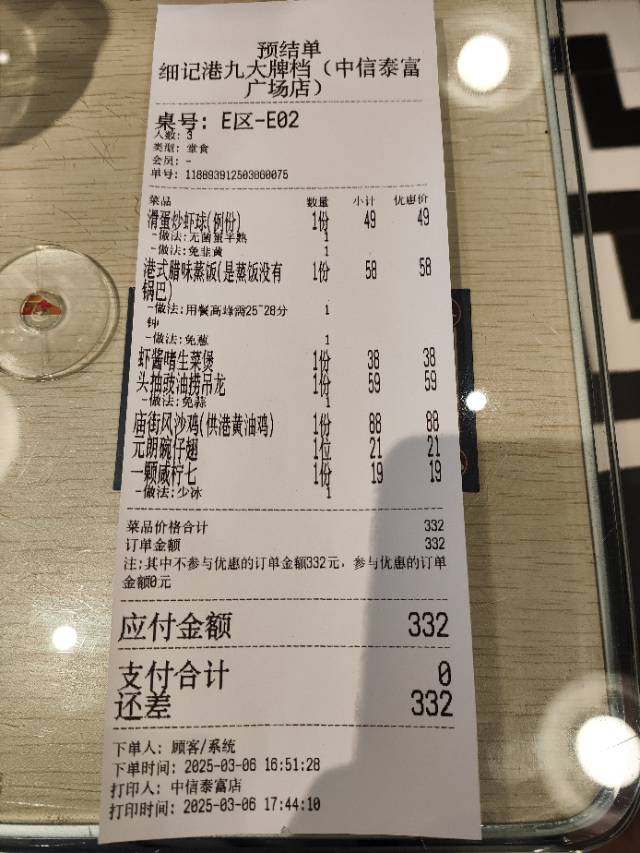 预结单
细记港九大牌档（中信泰富
广场店）
桌号: E区-E02
人数: 3
类型: 堂食
会员: -
单号: 118893912503060075
菜品 数量 小计 优惠价
滑蛋炒虾球(例份) 1份 49 49
-做法:无菌蛋半熟 1
-做法:免韭黄 1
港式腊味蒸饭(是蒸饭没有 1份 58 58
锅巴)
-做法:用餐高峰需25~28分 1
钟
-做法:免葱 1
虾酱啫生菜煲 1份 38 38
头抽豉油捞吊龙 1份 59 59
-做法:免蒜 1
庙街风沙鸡(供港黄油鸡) 1份 88 88
元朗碗仔翅 1位 21 21
一颗咸柠七 1份 19 19
-做法:少冰 1
菜品价格合计 332
订单金额 332
注:其中不参与优惠的订单金额332元，参与优惠的订单
金额0元
应付金额 332
支付合计 0
还差 332
下单人: 顾客/系统
下单时间: 2025-03-06 16:51:28
打印人: 中信泰富店
打印时间: 2025-03-06 17:44:10